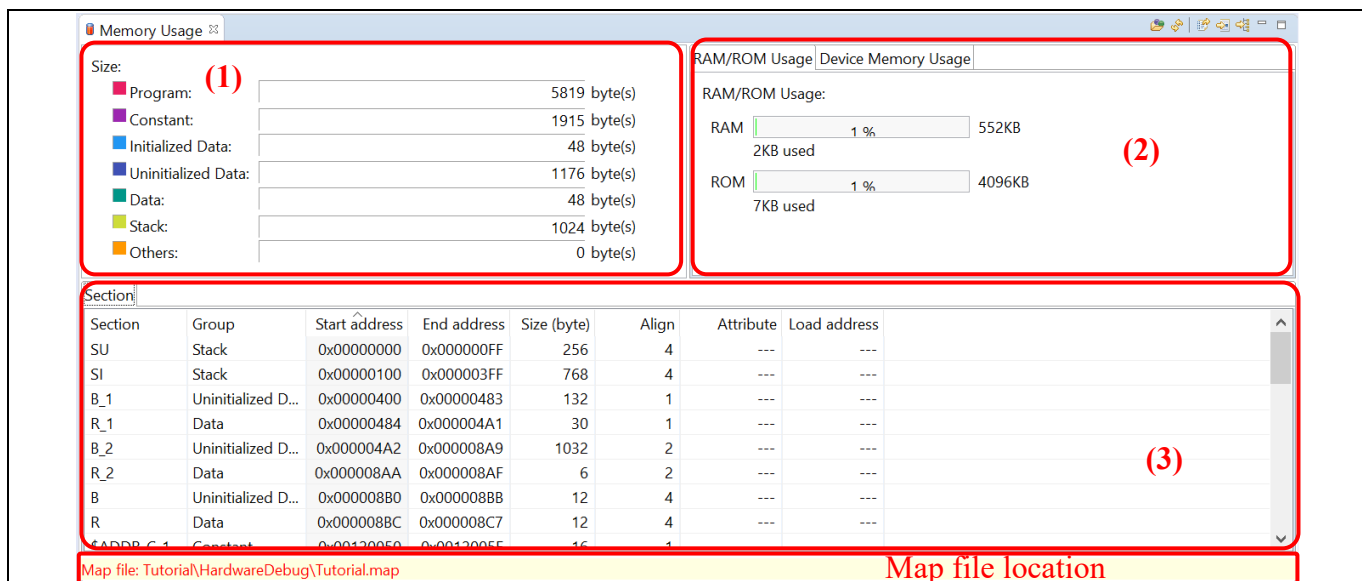 Memory Usage
Size:
(1)
Program: 5819 byte(s)
Constant: 1915 byte(s)
Initialized Data: 48 byte(s)
Uninitialized Data: 1176 byte(s)
Data: 48 byte(s)
Stack: 1024 byte(s)
Others: 0 byte(s)
RAM/ROM Usage Device Memory Usage
RAM/ROM Usage:
RAM 1 % 552KB
2KB used
(2)
ROM 1 % 4096KB
7KB used
Section
Section Group Start address End address Size (byte) Align Attribute Load address
SU Stack 0x00000000 0x000000FF 256 4 --- ---
SI Stack 0x00000100 0x000003FF 768 4 --- ---
B_1 Uninitialized D... 0x00000400 0x00000483 132 1 --- ---
R_1 Data 0x00000484 0x000004A1 30 1 --- ---
B_2 Uninitialized D... 0x000004A2 0x000008A9 1032 2 --- ---
R_2 Data 0x000008AA 0x000008AF 6 2 --- ---
(3)
B Uninitialized D... 0x000008B0 0x000008BB 12 4 --- ---
R Data 0x000008BC 0x000008C7 12 4 --- ---
Constant 16 1
Map file: Tutorial\HardwareDebug\Tutorial.map
Map file location